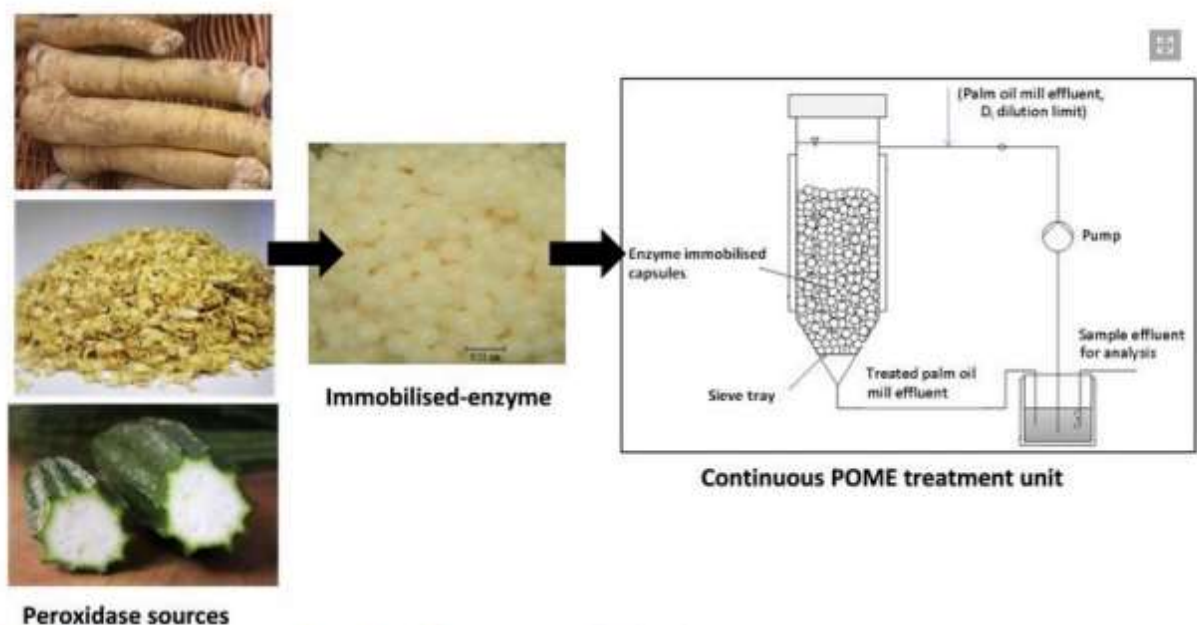 (Palm oil mill effluent,
D, dilution limit)
Pump
Enzyme immobilised
capsules
Sample effluent
for analysis
Treated palm oil
mill effluent
Sieve tray
Immobilised-enzyme
Continuous POME treatment unit
Peroxidase sources